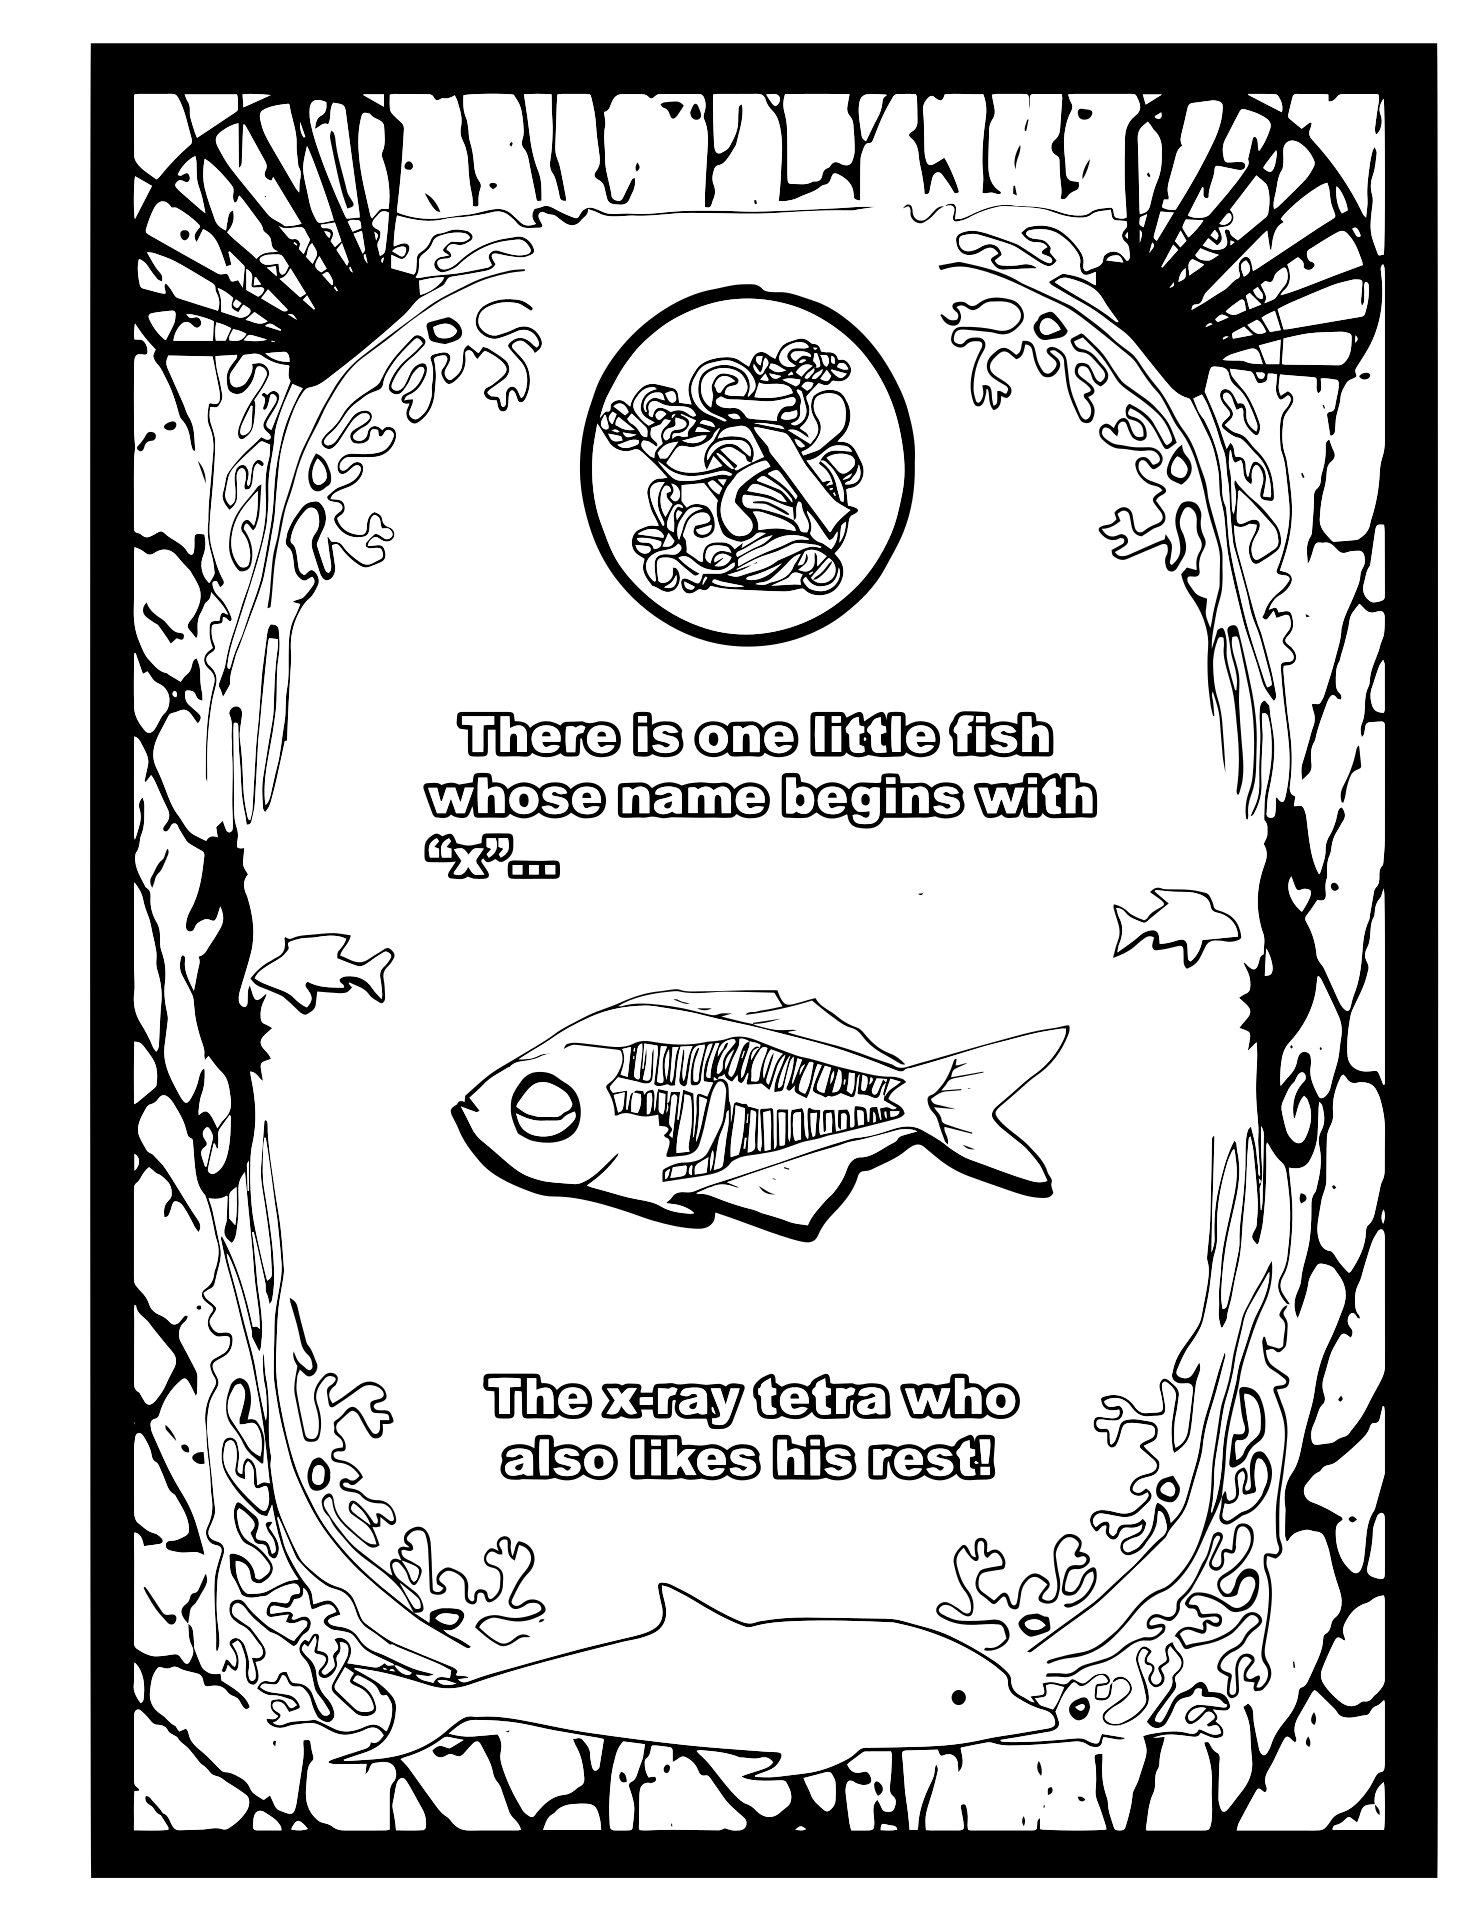 There is one little fish
whose name begins with
“x”...
The x-ray tetra who
also likes his rest!